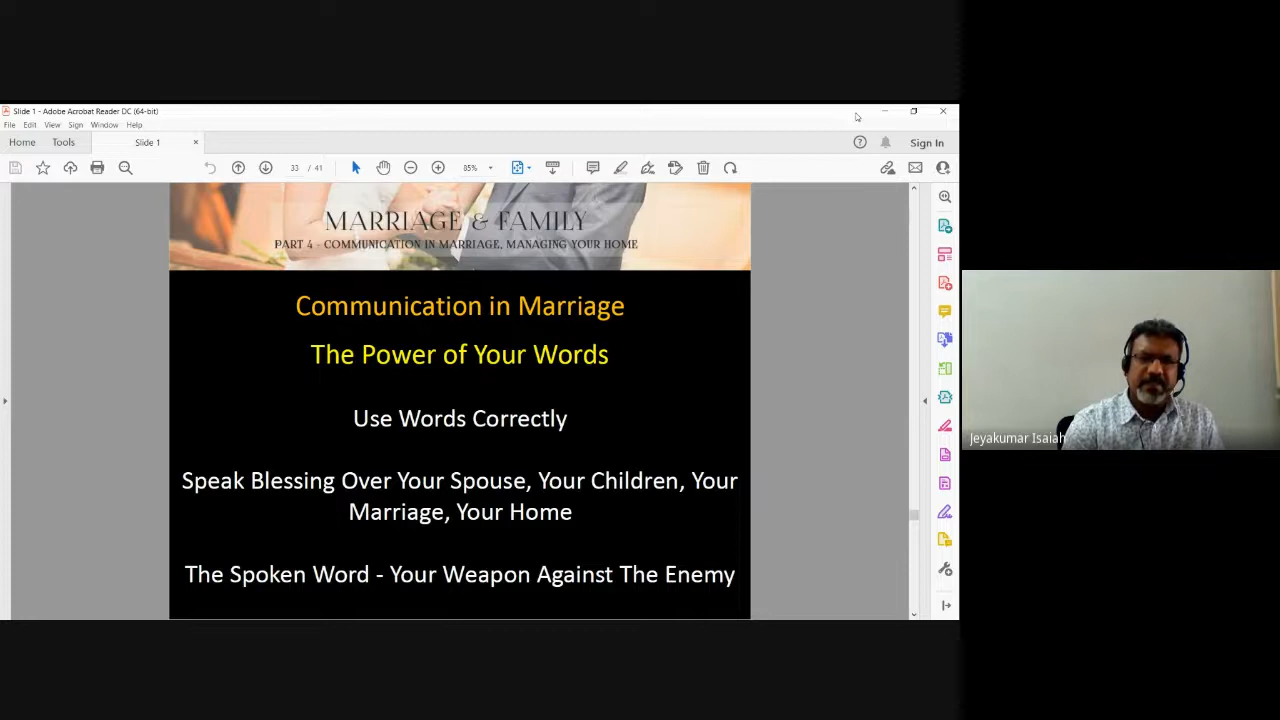 Slide 1 - Adobe Acrobat Reader DC (64-bit)
File Edit View Sign Window Help
Home Tools Slide 1 × Sign In
33 / 41 85%
MARRIAGE & FAMILY
PART 4 - COMMUNICATION IN MARRIAGE, MANAGING YOUR HOME
Communication in Marriage
The Power of Your Words
Use Words Correctly
Speak Blessing Over Your Spouse, Your Children, Your
Marriage, Your Home
The Spoken Word - Your Weapon Against The Enemy
Jeyakumar Isaiah